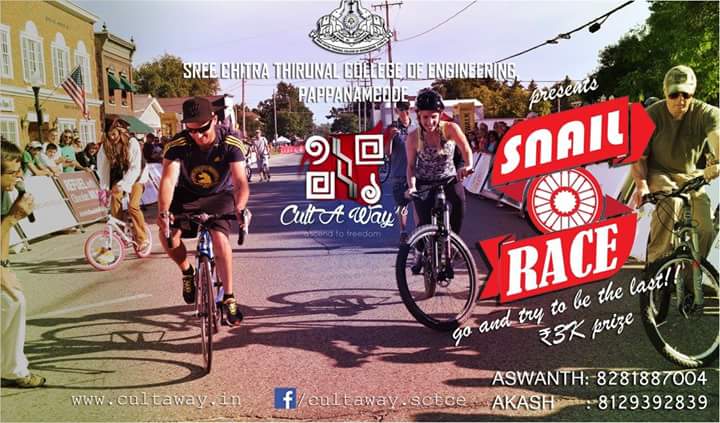 SREE CHITRA THIRUNAL COLLEGE OF ENGINEERING,
PAPPANAMCODE
presents
SNAIL
RACE
go and try to be the last!!
₹3K prize
Cult A Way'
ascend to freedom
ASWANTH: 8281887004
AKASH : 8129392839
www.cultaway.in
f/cultaway.sctce